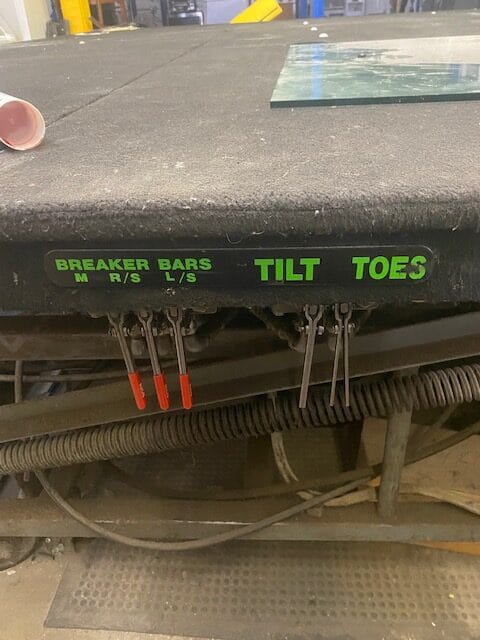 BREAKER BARS TILT TOES
M R/S L/S